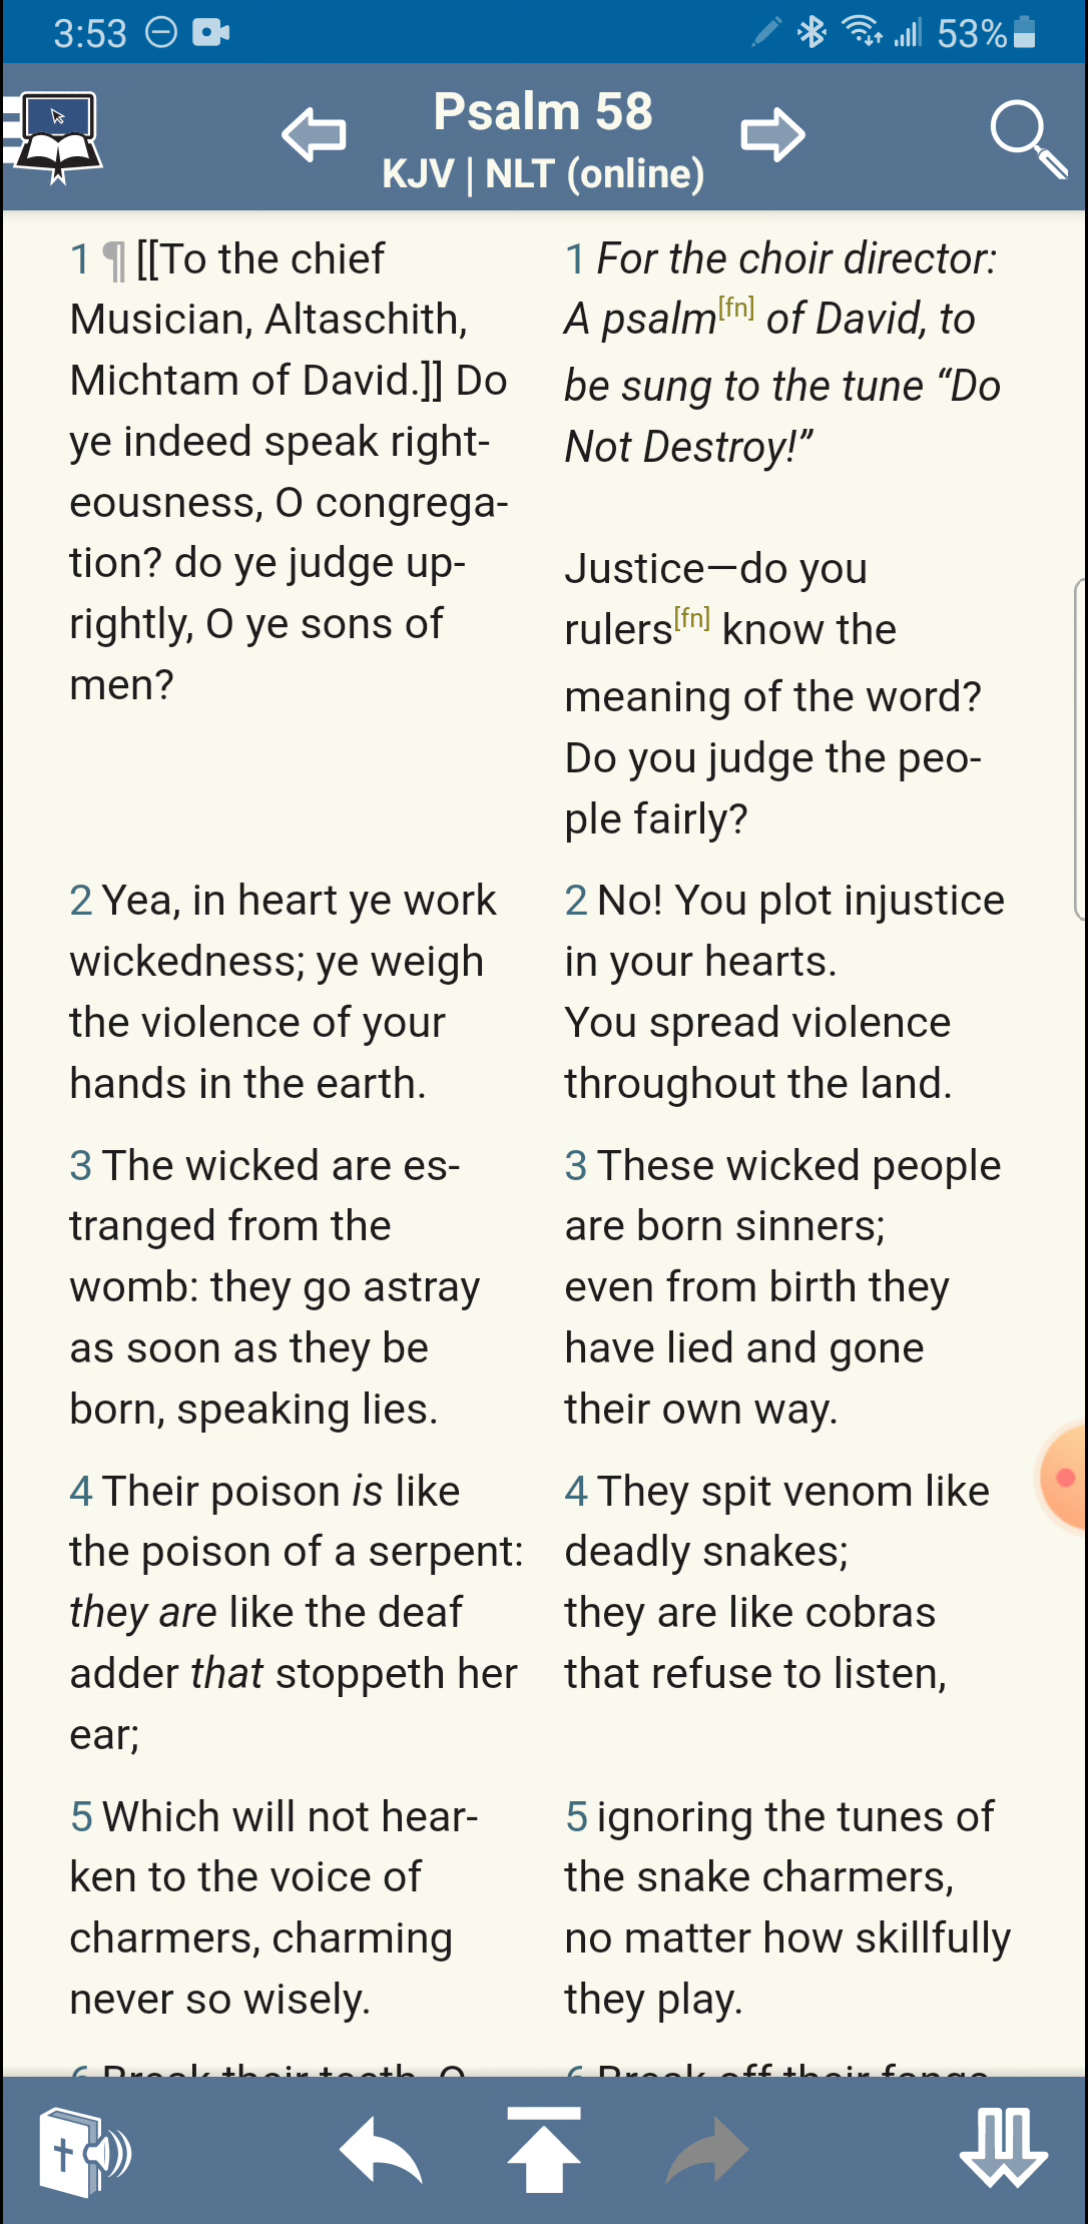 3:53
53%
Psalm 58
KJV | NLT (online)
1 ¶ [[To the chief
Musician, Altaschith,
Michtam of David.]] Do
ye indeed speak right-
eousness, O congrega-
tion? do ye judge up-
rightly, O ye sons of
men?
1 For the choir director:
A psalm[fn] of David, to
be sung to the tune “Do
Not Destroy!”
Justice—do you
rulers[fn] know the
meaning of the word?
Do you judge the peo-
ple fairly?
2 Yea, in heart ye work
wickedness; ye weigh
the violence of your
hands in the earth.
2 No! You plot injustice
in your hearts.
You spread violence
throughout the land.
3 The wicked are es-
tranged from the
womb: they go astray
as soon as they be
born, speaking lies.
3 These wicked people
are born sinners;
even from birth they
have lied and gone
their own way.
4 Their poison is like
the poison of a serpent:
they are like the deaf
adder that stoppeth her
ear;
4 They spit venom like
deadly snakes;
they are like cobras
that refuse to listen,
5 Which will not hear-
ken to the voice of
charmers, charming
never so wisely.
5 ignoring the tunes of
the snake charmers,
no matter how skillfully
they play.
6 Break their teeth, O
6 Break off their fangs